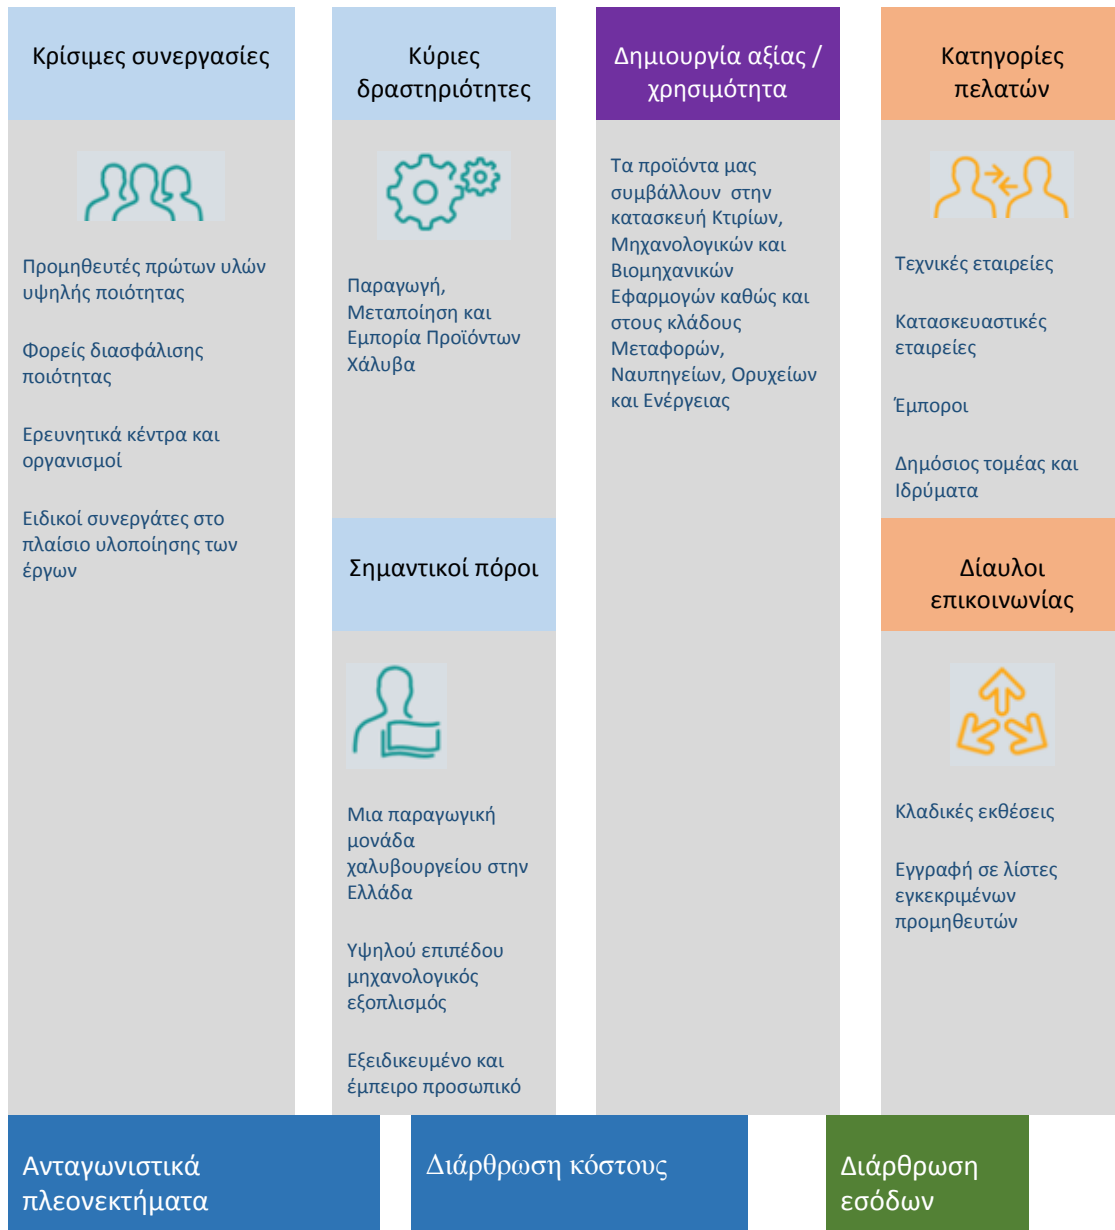 Κρίσιμες συνεργασίες
Προμηθευτές πρώτων υλών
υψηλής ποιότητας
Φορείς διασφάλισης
ποιότητας
Ερευνητικά κέντρα και
οργανισμοί
Ειδικοί συνεργάτες στο
πλαίσιο υλοποίησης των
έργων
Κύριες
δραστηριότητες
Παραγωγή,
Μεταποίηση και
Εμπορία Προϊόντων
Χάλυβα
Σημαντικοί πόροι
Μια παραγωγική
μονάδα
χαλυβουργείου στην
Ελλάδα
Υψηλού επιπέδου
μηχανολογικός
εξοπλισμός
Εξειδικευμένο και
έμπειρο προσωπικό
Δημιουργία αξίας /
χρησιμότητα
Τα προϊόντα μας
συμβάλλουν στην
κατασκευή Κτιρίων,
Μηχανολογικών και
Βιομηχανικών
Εφαρμογών καθώς και
στους κλάδους
Μεταφορών,
Ναυπηγείων, Ορυχείων
και Ενέργειας
Κατηγορίες
πελατών
Τεχνικές εταιρείες
Κατασκευαστικές
εταιρείες
Έμποροι
Δημόσιος τομέας και
Ιδρύματα
Δίαυλοι
επικοινωνίας
Κλαδικές εκθέσεις
Εγγραφή σε λίστες
εγκεκριμένων
προμηθευτών
Ανταγωνιστικά
πλεονεκτήματα
Διάρθρωση κόστους
Διάρθρωση
εσόδων